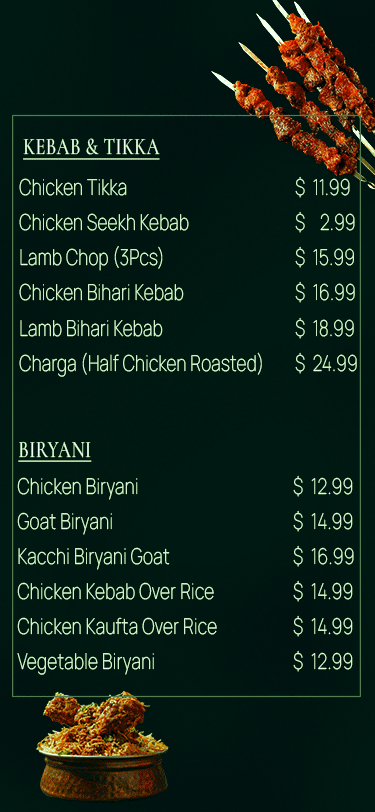 KEBAB & TIKKA
Chicken Tikka $ 11.99
Chicken Seekh Kebab $ 2.99
Lamb Chop (3Pcs) $ 15.99
Chicken Bihari Kebab $ 16.99
Lamb Bihari Kebab $ 18.99
Charga (Half Chicken Roasted) $ 24.99
BIRYANI
Chicken Biryani $ 12.99
Goat Biryani $ 14.99
Kacchi Biryani Goat $ 16.99
Chicken Kebab Over Rice $ 14.99
Chicken Kaufta Over Rice $ 14.99
Vegetable Biryani $ 12.99